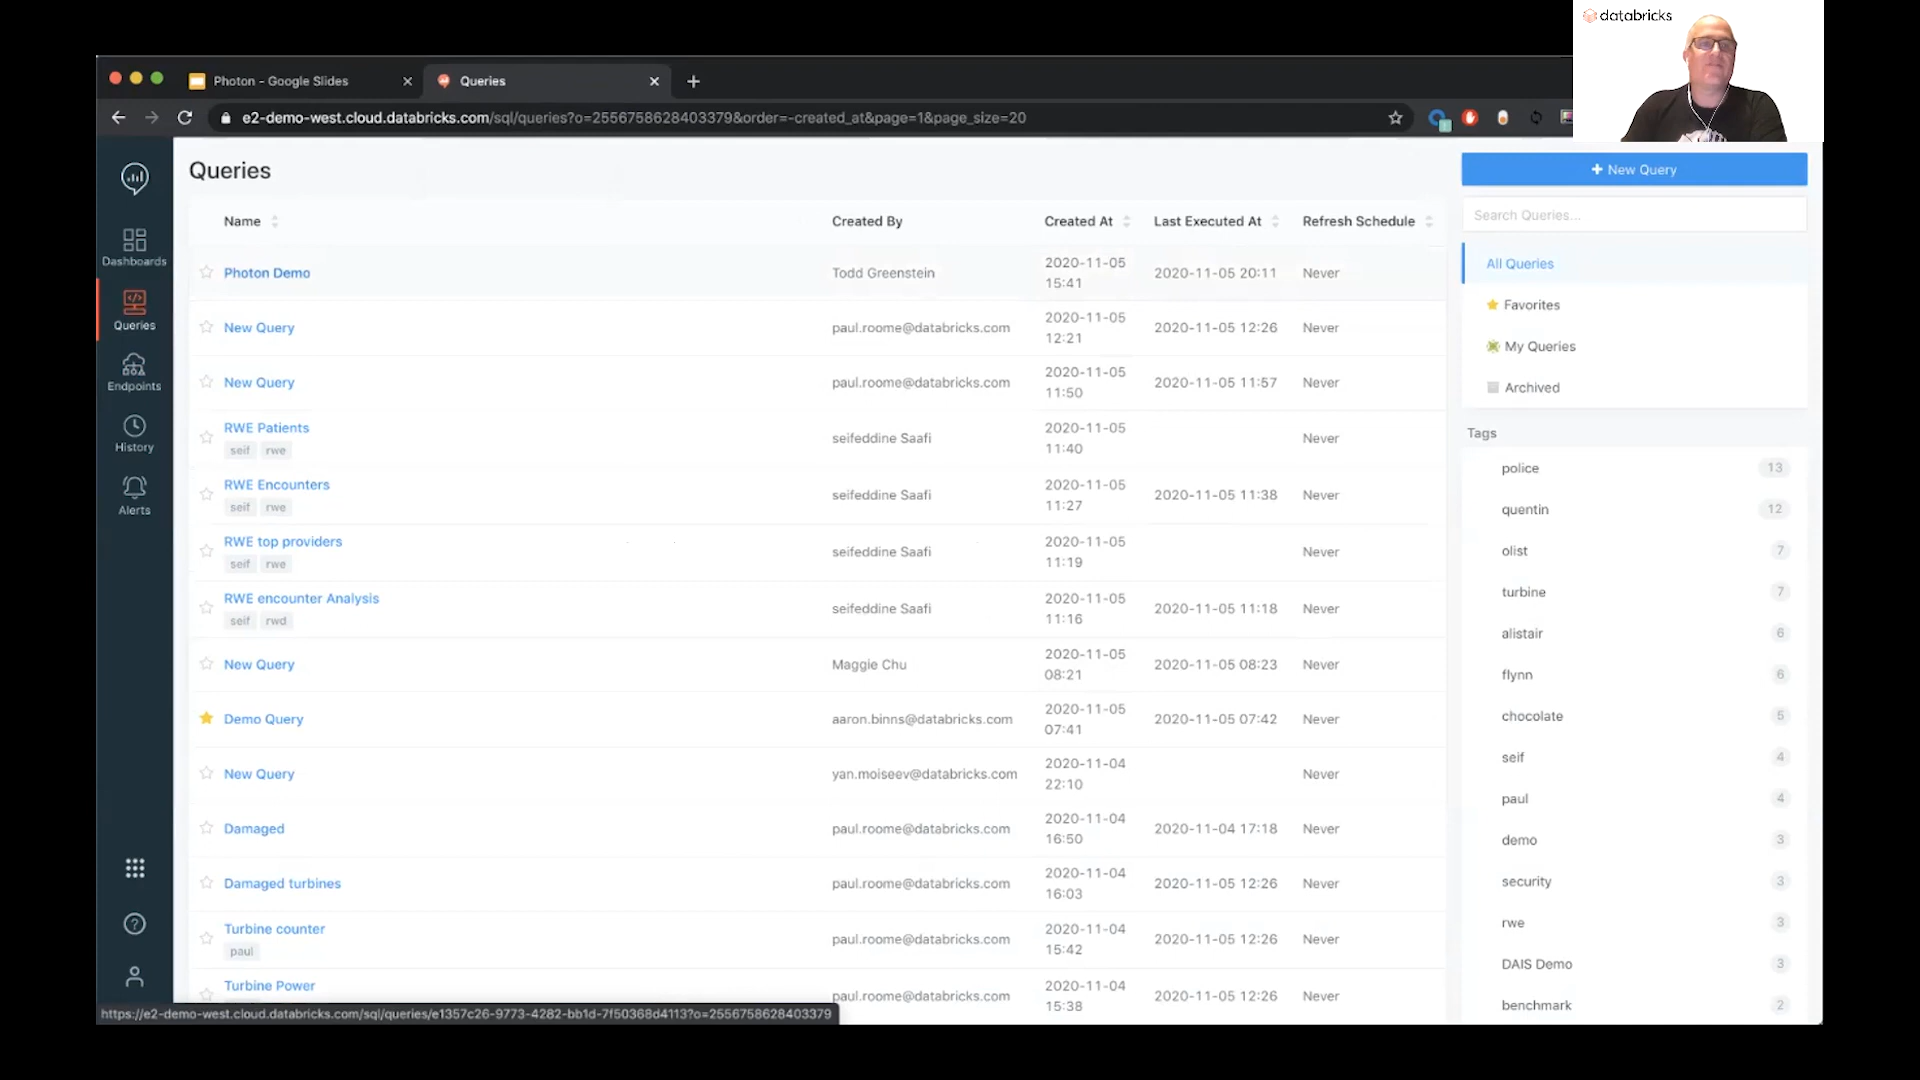 databricks
Photon - Google Slides
Queries
e2-demo-west.cloud.databricks.com/sql/queries?o=2556758628403379&order=-created_at&page=1&page_size=20
Dashboards
Queries
Endpoints
History
Alerts
Queries
Name Created By Created At Last Executed At Refresh Schedule
Photon Demo Todd Greenstein 2020-11-05 15:41 2020-11-05 20:11 Never
New Query paul.roome@databricks.com 2020-11-05 12:21 2020-11-05 12:26 Never
New Query paul.roome@databricks.com 2020-11-05 11:50 2020-11-05 11:57 Never
RWE Patients seifeddine Saafi 2020-11-05 11:40 Never
seif rwe
RWE Encounters seifeddine Saafi 2020-11-05 11:27 2020-11-05 11:38 Never
seif rwe
RWE top providers seifeddine Saafi 2020-11-05 11:19 Never
seif rwe
RWE encounter Analysis seifeddine Saafi 2020-11-05 11:16 2020-11-05 11:18 Never
seif rwd
New Query Maggie Chu 2020-11-05 08:21 2020-11-05 08:23 Never
Demo Query aaron.binns@databricks.com 2020-11-05 07:41 2020-11-05 07:42 Never
New Query yan.moiseev@databricks.com 2020-11-04 22:10 Never
Damaged paul.roome@databricks.com 2020-11-04 16:50 2020-11-04 17:18 Never
Damaged turbines paul.roome@databricks.com 2020-11-04 16:03 2020-11-05 12:26 Never
Turbine counter paul.roome@databricks.com 2020-11-04 15:42 2020-11-05 12:26 Never
paul
Turbine Power paul.roome@databricks.com 2020-11-04 15:38 2020-11-05 12:26 Never
https://e2-demo-west.cloud.databricks.com/sql/queries/e1357c26-9773-4282-bb1d-7f50368d4113?o=2556758628403379
New Query
Search Queries...
All Queries
Favorites
My Queries
Archived
Tags
police 13
quentin 12
olist 7
turbine 7
alistair 6
flynn 6
chocolate 5
seif 4
paul 4
demo 3
security 3
rwe 3
DAIS Demo 3
benchmark 2